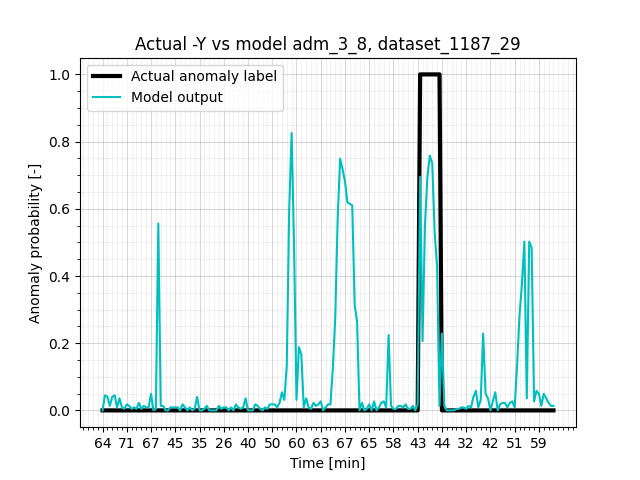 Actual -Y vs model adm_3_8, dataset_1187_29
Actual anomaly label
Model output
Anomaly probability [-]
1.0
0.8
0.6
0.4
0.2
0.0
64 71 67 45 35 26 40 50 60 63 67 65 58 43 44 32 42 51 59
Time [min]